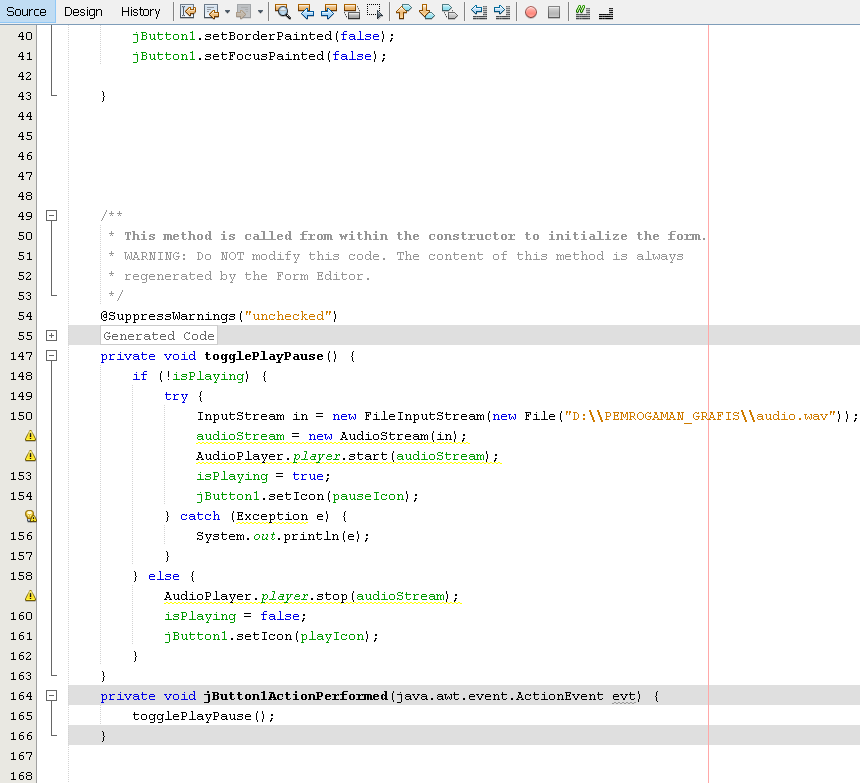 Source Design History
40 jButton1.setBorderPainted(false);
41 jButton1.setFocusPainted(false);
42
43 }
44
45
46
47
48
49 /**
50 * This method is called from within the constructor to initialize the form.
51 * WARNING: Do NOT modify this code. The content of this method is always
52 * regenerated by the Form Editor.
53 */
54 @SuppressWarnings("unchecked")
55 Generated Code
147 private void togglePlayPause() {
148 if (!isPlaying) {
149 try {
150 InputStream in = new FileInputStream(new File("D:\\PEMROGAMAN_GRAFIS\\audio.wav"));
audioStream = new AudioStream(in);
AudioPlayer.player.start(audioStream);
153 isPlaying = true;
154 jButton1.setIcon(pauseIcon);
} catch (Exception e) {
156 System.out.println(e);
157 }
158 } else {
AudioPlayer.player.stop(audioStream);
160 isPlaying = false;
161 jButton1.setIcon(playIcon);
162 }
163 }
164 private void jButton1ActionPerformed(java.awt.event.ActionEvent evt) {
165 togglePlayPause();
166 }
167
168